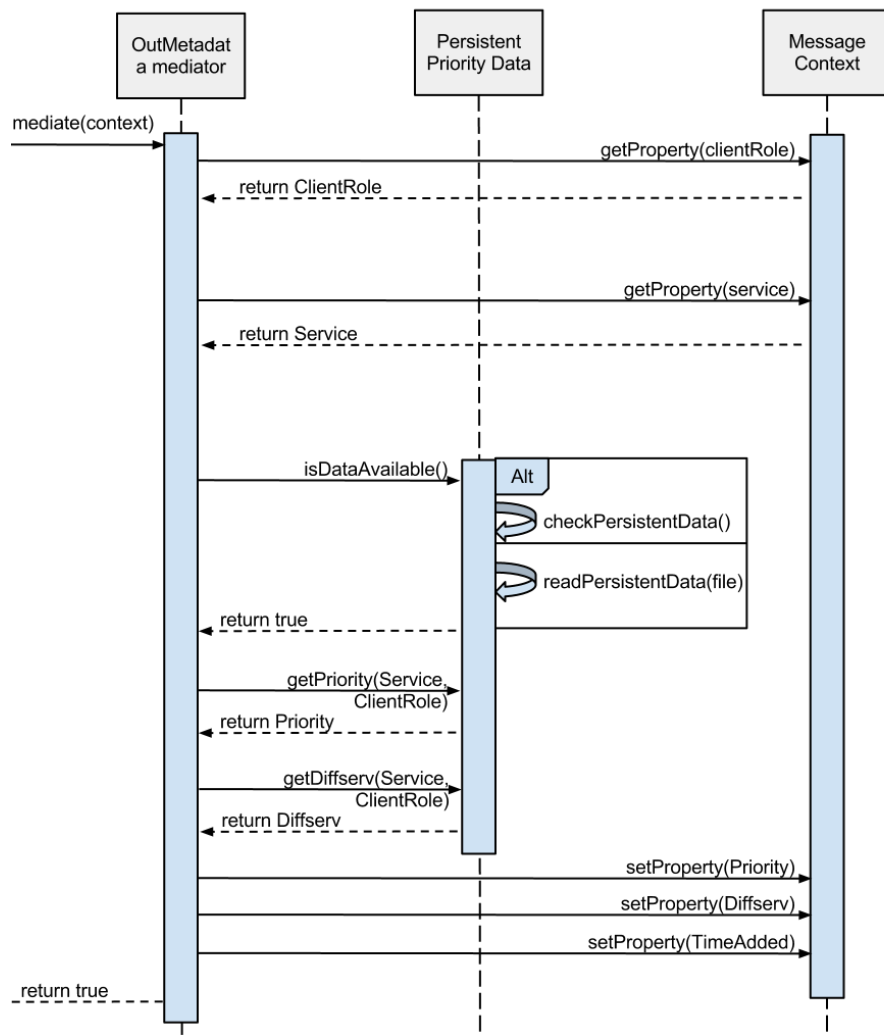 OutMetadat
a mediator
Persistent
Priority Data
Message
Context
mediate(context)
getProperty(clientRole)
return ClientRole
getProperty(service)
return Service
isDataAvailable()
Alt
checkPersistentData()
readPersistentData(file)
return true
getPriority(Service,
ClientRole)
return Priority
getDiffserv(Service,
ClientRole)
return Diffserv
setProperty(Priority)
setProperty(Diffserv)
setProperty(TimeAdded)
return true